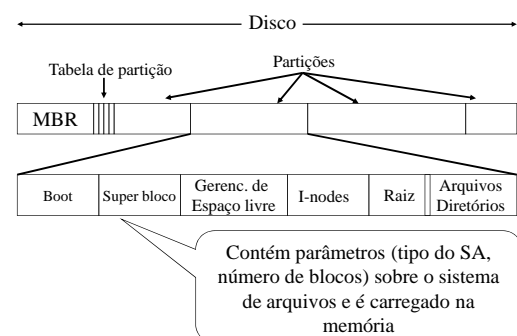 Disco
Tabela de partição
Partições
MBR
Boot
Super bloco
Gerenc. de
Espaço livre
I-nodes
Raiz
Arquivos
Diretórios
Contém parâmetros (tipo do SA,
número de blocos) sobre o sistema
de arquivos e é carregado na
memória